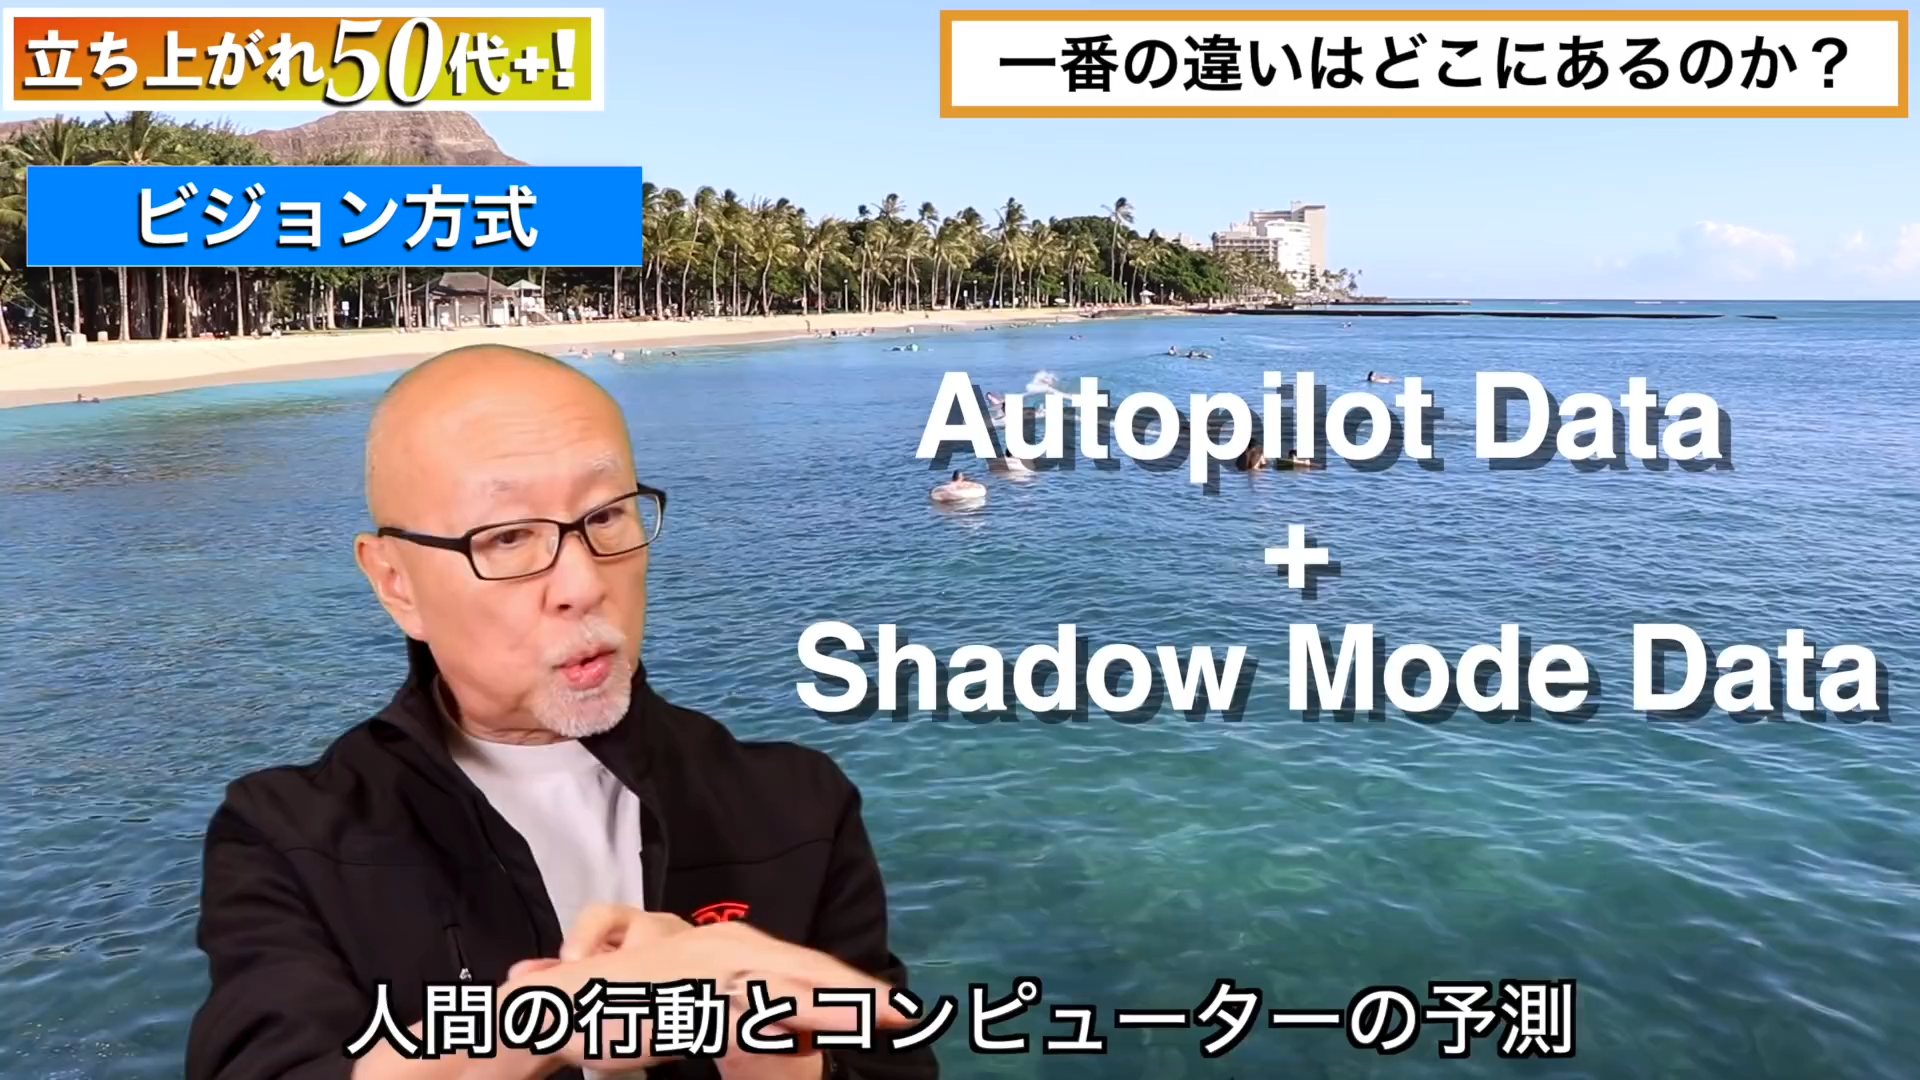 立ち上がれ50代+!
一番の違いはどこにあるのか？
ビジョン方式
Autopilot Data
+
Shadow Mode Data
人間の行動とコンピューターの予測